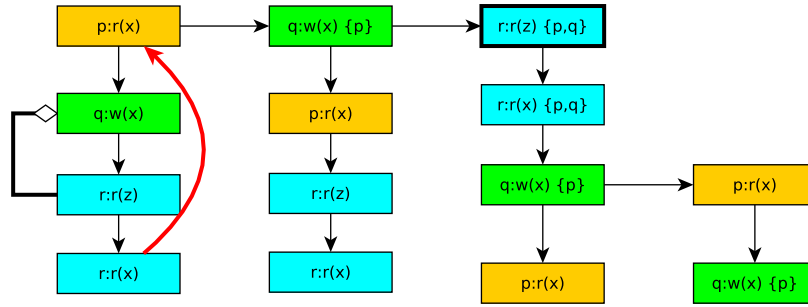 p:r(x)
q:w(x) {p}
r:r(z) {p,q}
q:w(x)
p:r(x)
r:r(x) {p,q}
r:r(z)
r:r(z)
q:w(x) {p}
p:r(x)
r:r(x)
r:r(x)
p:r(x)
q:w(x) {p}